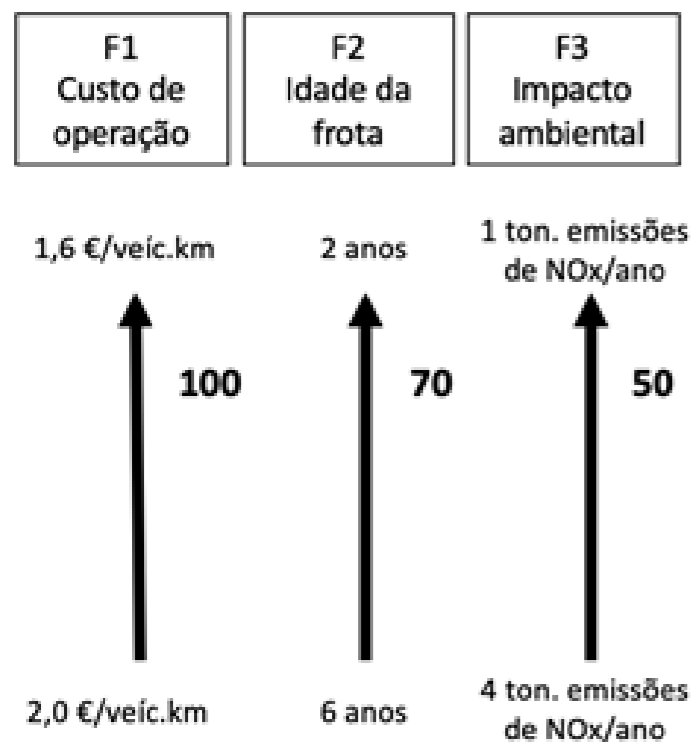 F1
Custo de
operação
F2
Idade da
frota
F3
Impacto
ambiental
1,6 €/veíc.km
2 anos
1 ton. emissões
de NOx/ano
100
70
50
2,0 €/veíc.km
6 anos
4 ton. emissões
de NOx/ano